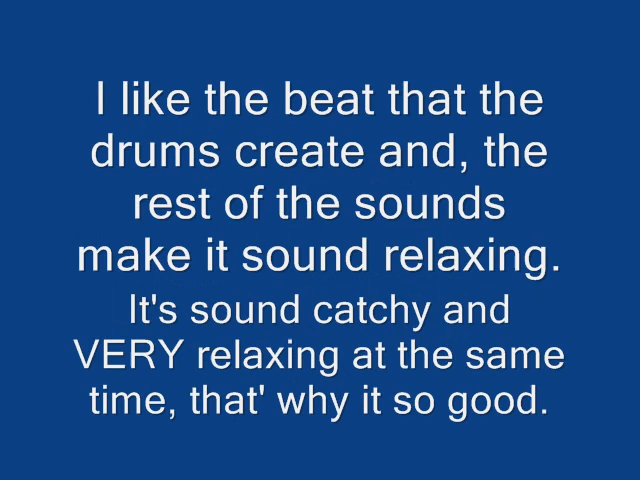 I like the beat that the
drums create and, the
rest of the sounds
make it sound relaxing.
It's sound catchy and
VERY relaxing at the same
time, that' why it so good.